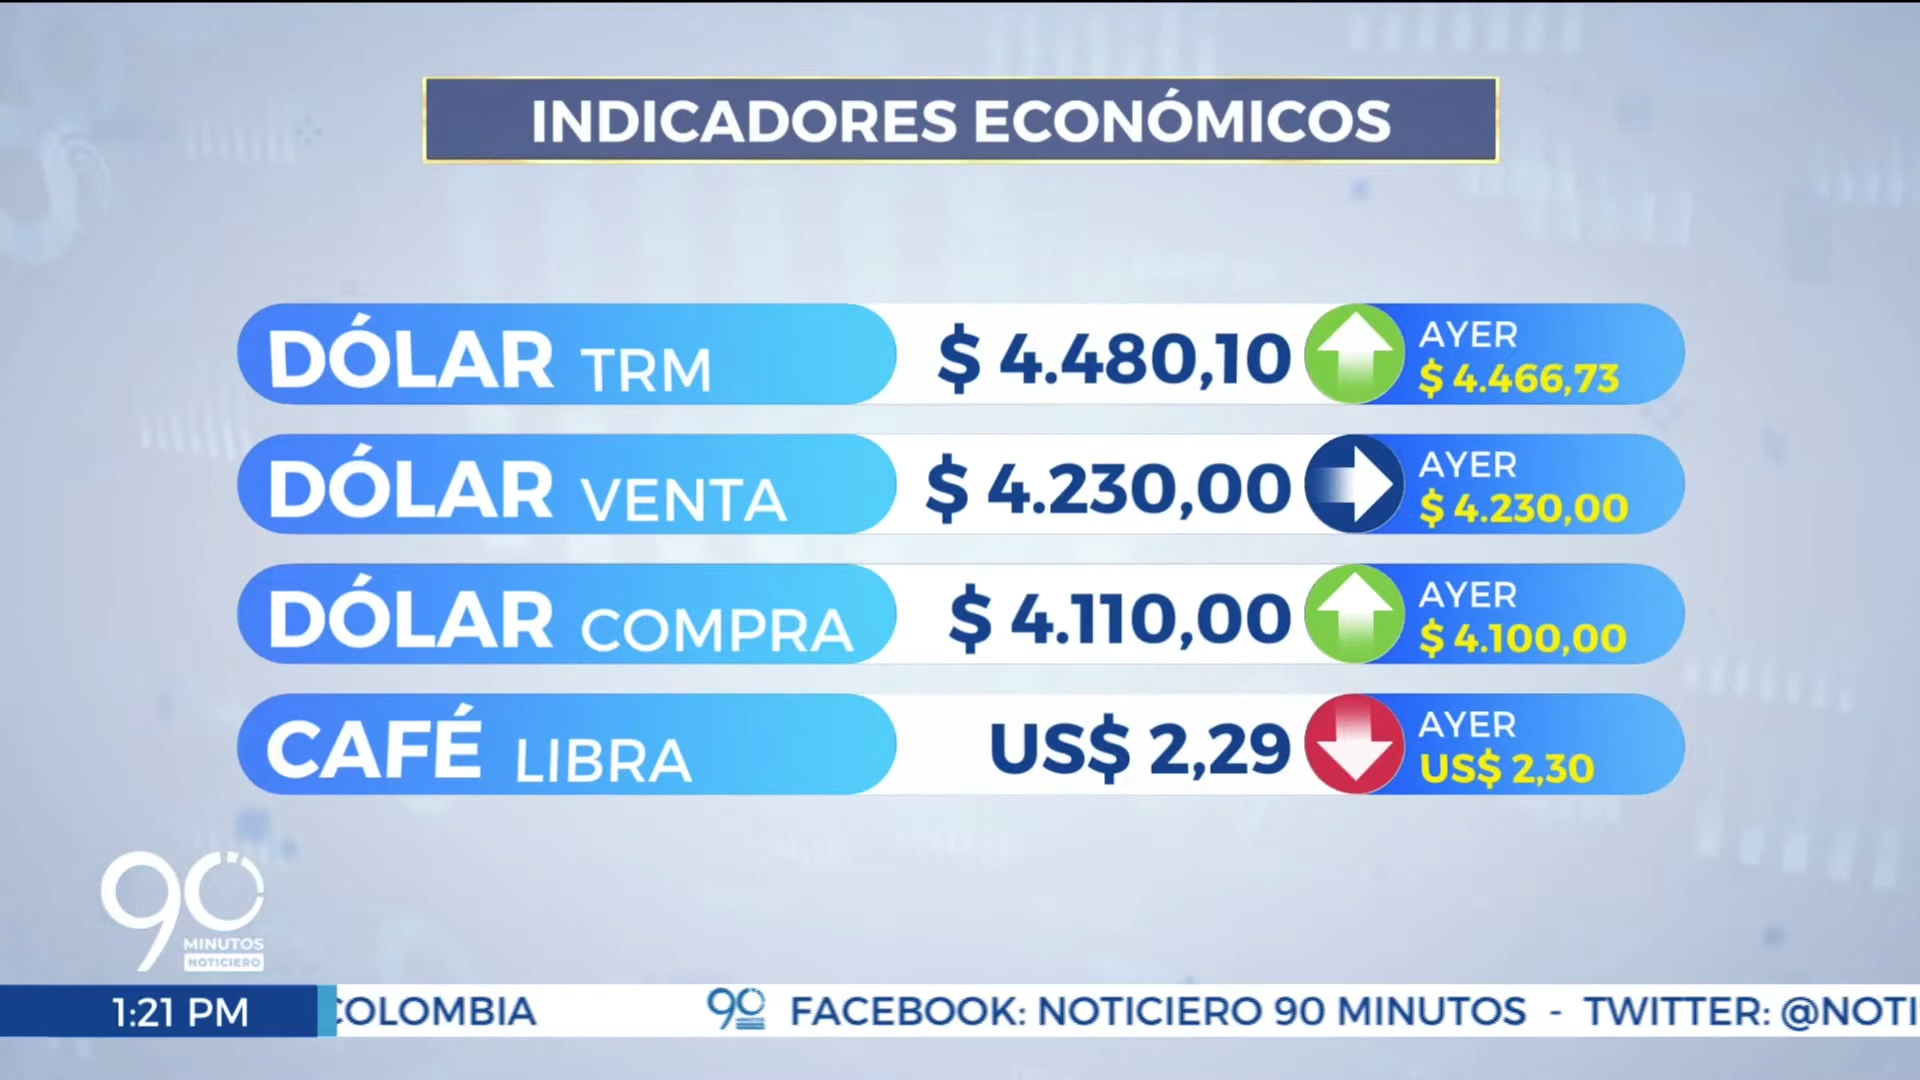 INDICADORES ECONÓMICOS
DÓLAR TRM $ 4.480,10 AYER
$ 4.466,73
DÓLAR VENTA $ 4.230,00 AYER
$ 4.230,00
DÓLAR COMPRA $ 4.110,00 AYER
$ 4.100,00
CAFÉ LIBRA US$ 2,29 AYER
US$ 2,30
90
MINUTOS
NOTICIERO
1:21 PM COLOMBIA 90 MINUTOS FACEBOOK: NOTICIERO 90 MINUTOS - TWITTER: @NOTI